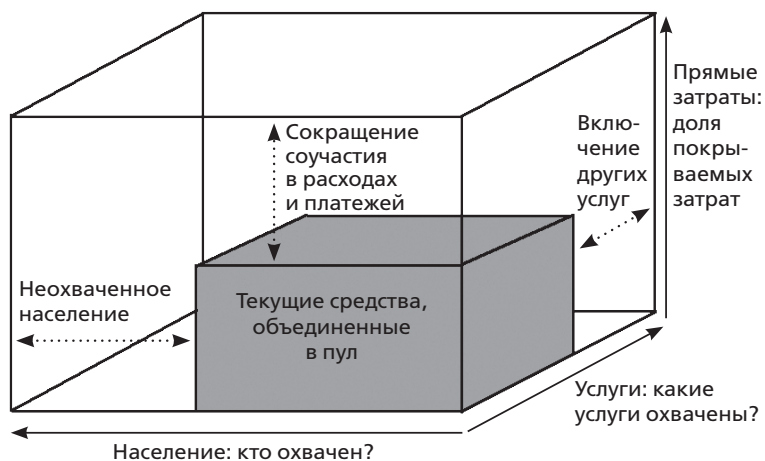 Прямые
затраты:
доля
покры-
ваемых
затрат
Вклю-
чение
других
услуг
Сокращение
соучастия
в расходах
и платежей
Неохваченное
население
Текущие средства,
объединенные
в пул
Услуги: какие
услуги охвачены?
Население: кто охвачен?